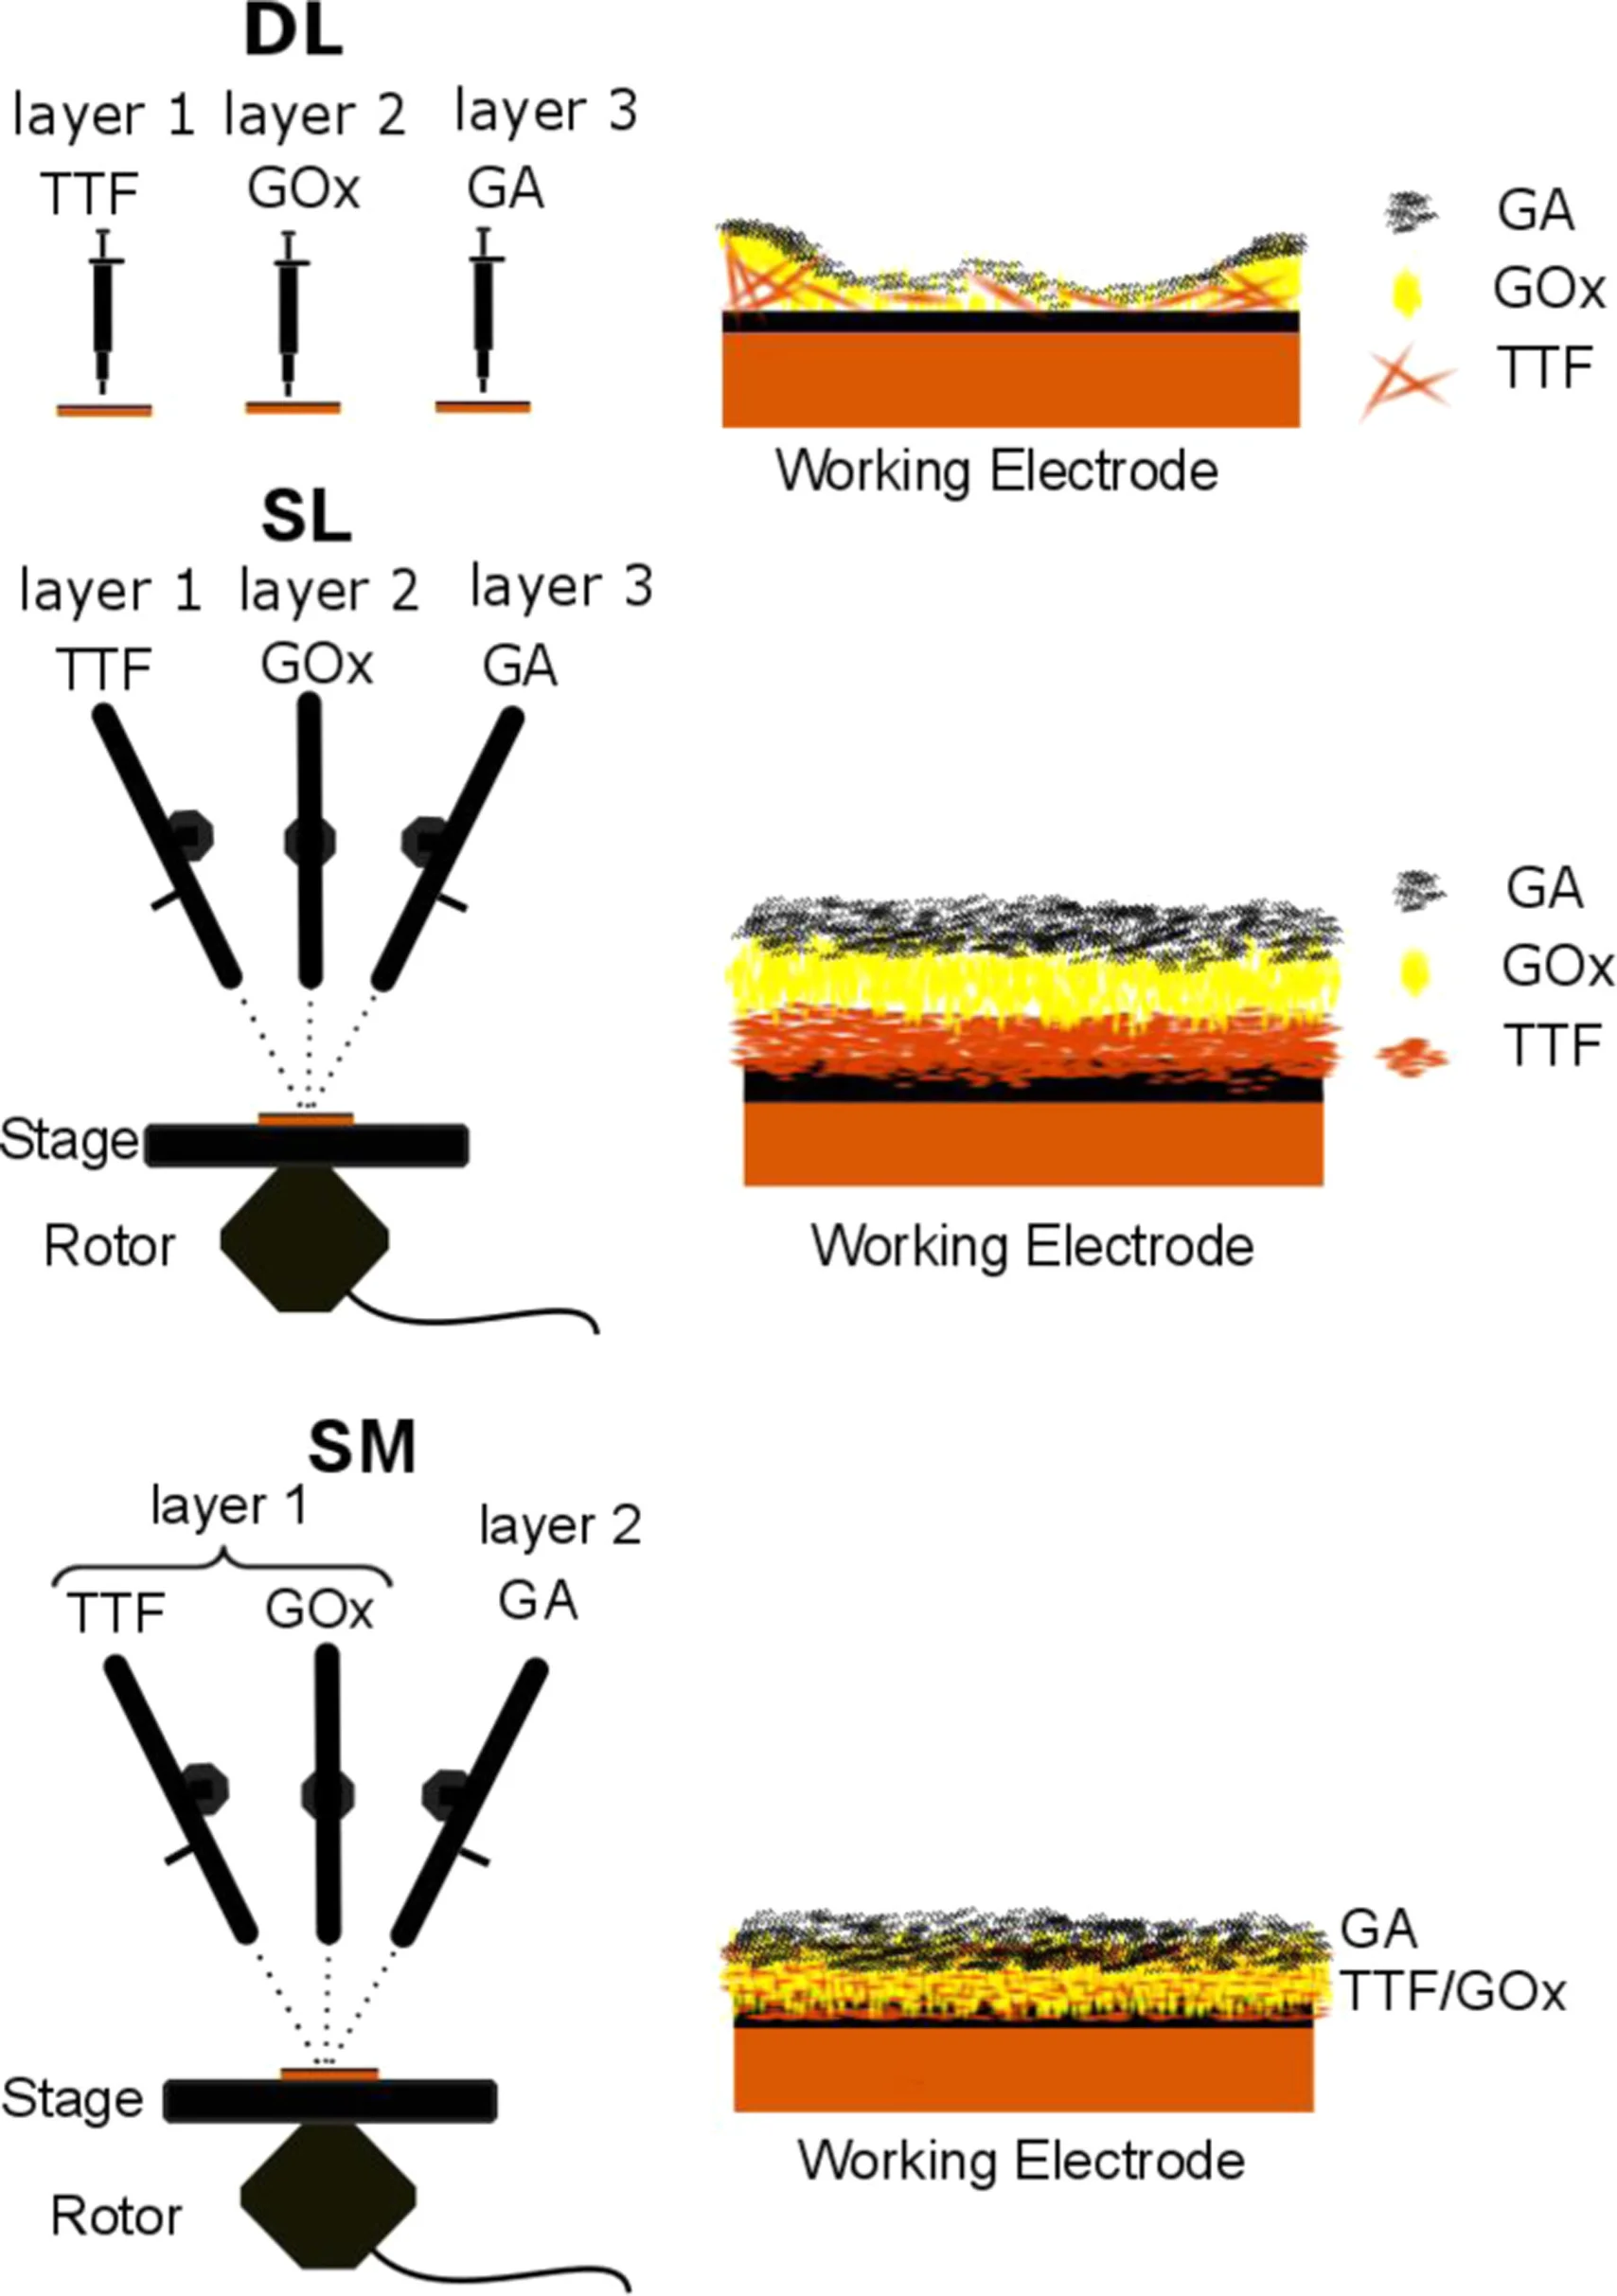 DL
layer 1 layer 2 layer 3
TTF GOx GA
GA
GOx
TTF
Working Electrode
SL
layer 1 layer 2 layer 3
TTF GOx GA
GA
GOx
TTF
Stage
Rotor
Working Electrode
SM
layer 1 layer 2
TTF GOx GA
GA
TTF/GOx
Stage
Rotor
Working Electrode